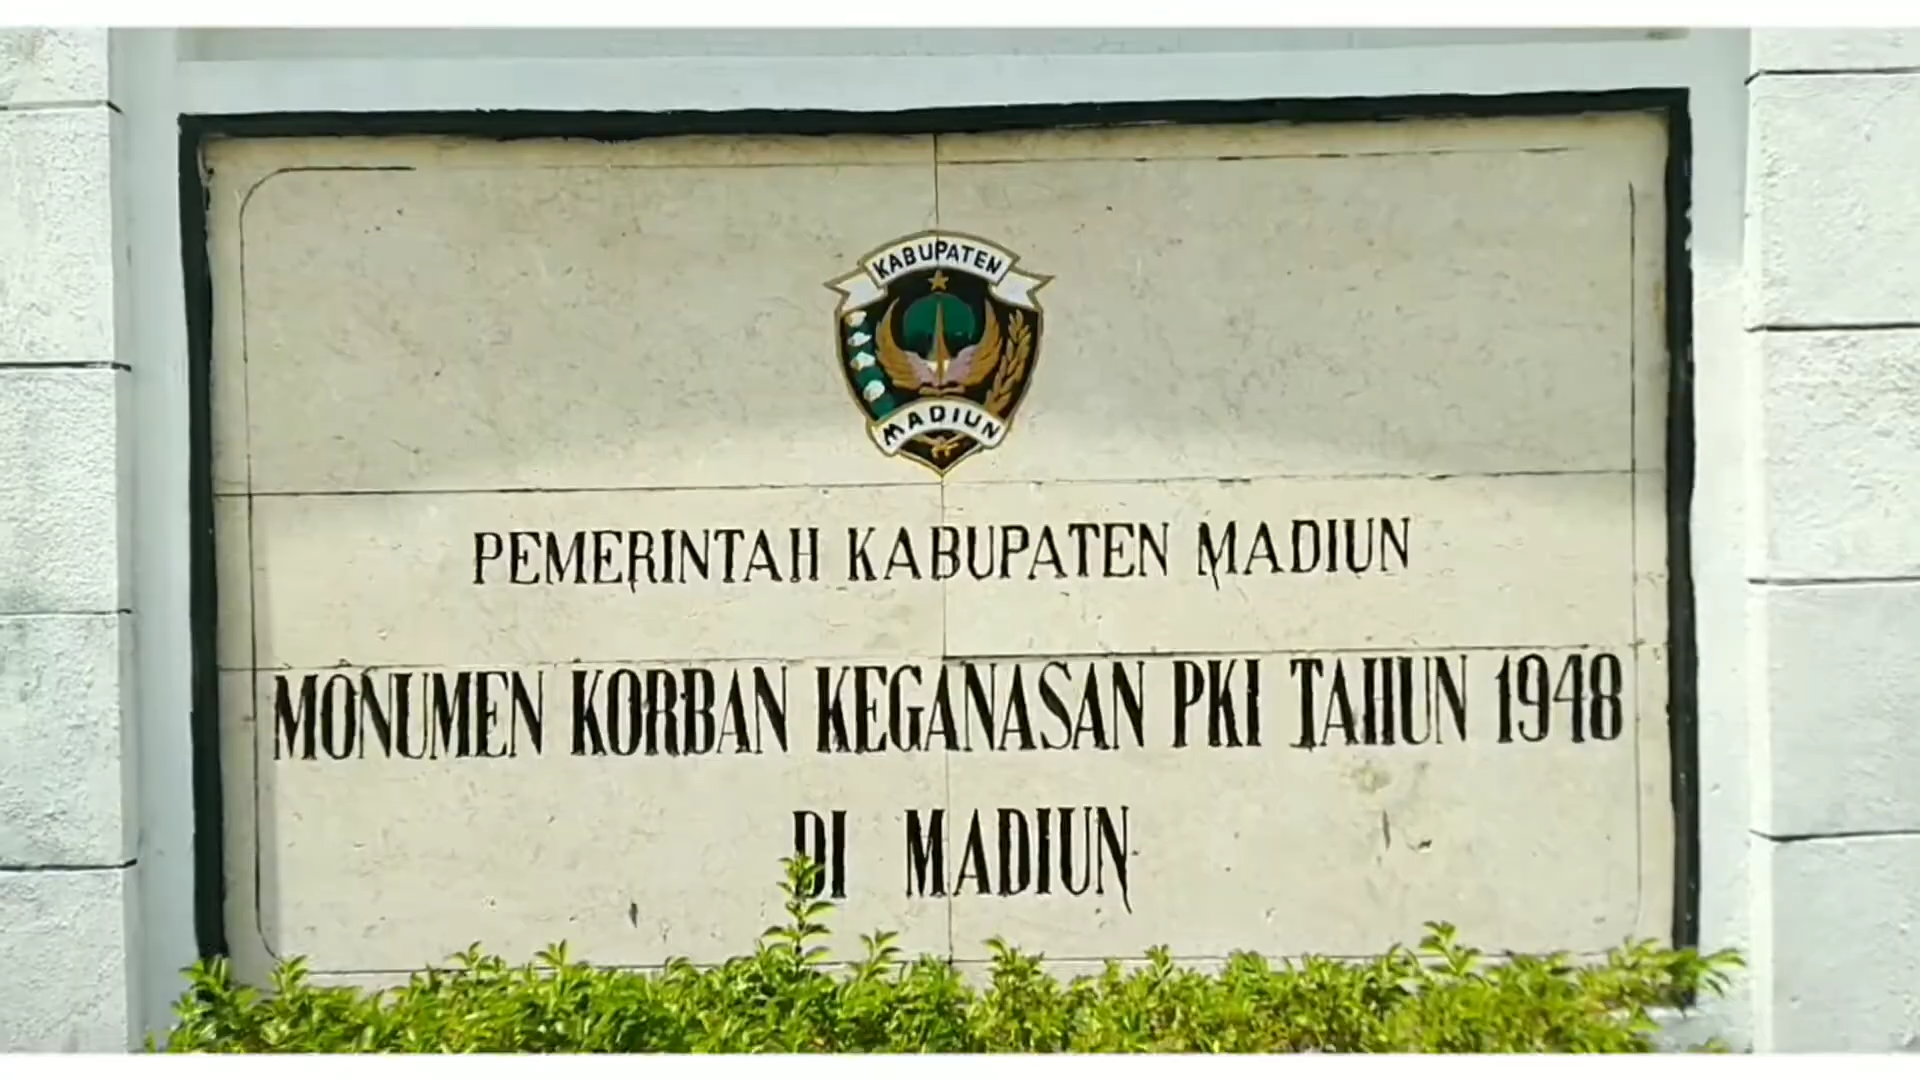 KABUPATEN
MADIUN
PEMERINTAH KABUPATEN MADIUN
MONUMEN KORBAN KEGANASAN PKI TAHUN 1948
DI MADIUN